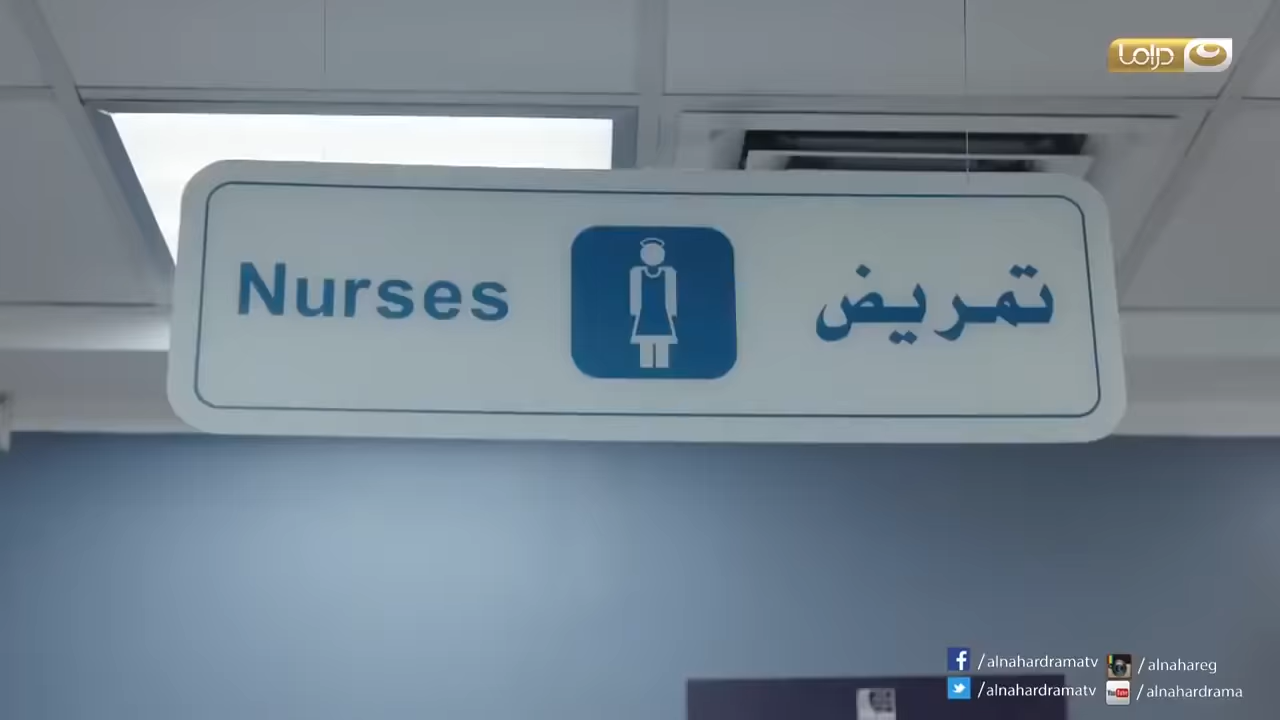 دراما
Nurses
تمريض
/alnahardramatv
/alnahareg
/alnahardramatv
/alnahardrama